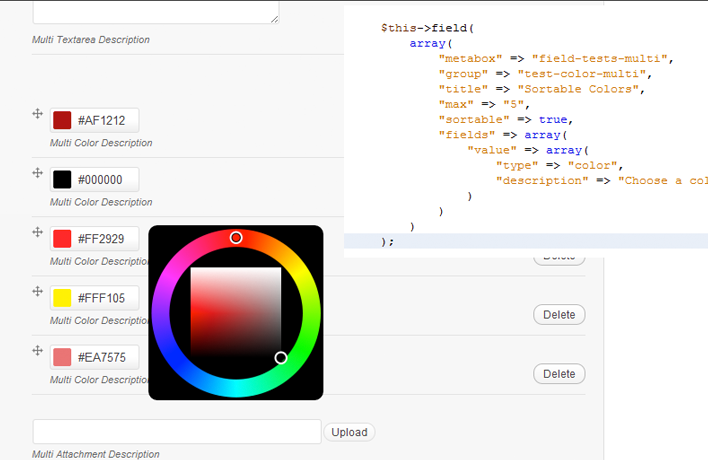 Multi Textarea Description
#AF1212
Multi Color Description
#000000
Multi Color Description
#FF2929
Multi Color Description
Delete
#FFF105
Multi Color Description
Delete
#EA7575
Multi Color Description
Delete
Upload
Multi Attachment Description
$this->field(
array(
"metabox" => "field-tests-multi",
"group" => "test-color-multi",
"title" => "Sortable Colors",
"max" => "5",
"sortable" => true,
"fields" => array(
"value" => array(
"type" => "color",
"description" => "Choose a col
)
)
)
);